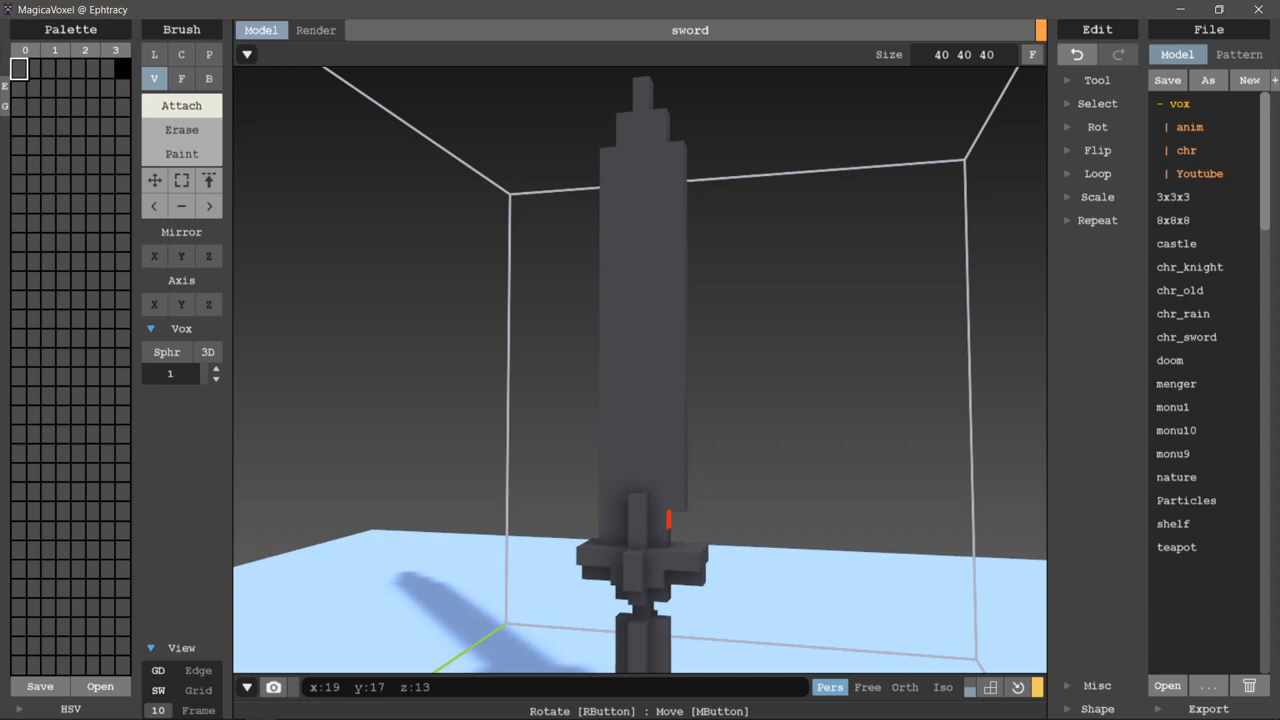 MagicaVoxel @ Ephtracy
Palette
0 1 2 3
E
G
Save Open
HSV
Brush
L C P
V F B
Attach
Erase
Paint
< − >
Mirror
X Y Z
Axis
X Y Z
Vox
Sphr 3D
1
View
GD Edge
SW Grid
10 Frame
Model Render sword
Size 40 40 40 F
x:19 y:17 z:13
Pers Free Orth Iso
Rotate [RButton] : Move [MButton]
Edit
Tool
Select
Rot
Flip
Loop
Scale
Repeat
Misc
Shape
File
Model Pattern
Save As New +
− vox
| anim
| chr
| Youtube
3x3x3
8x8x8
castle
chr_knight
chr_old
chr_rain
chr_sword
doom
menger
monu1
monu10
monu9
nature
Particles
shelf
teapot
Open ...
Export